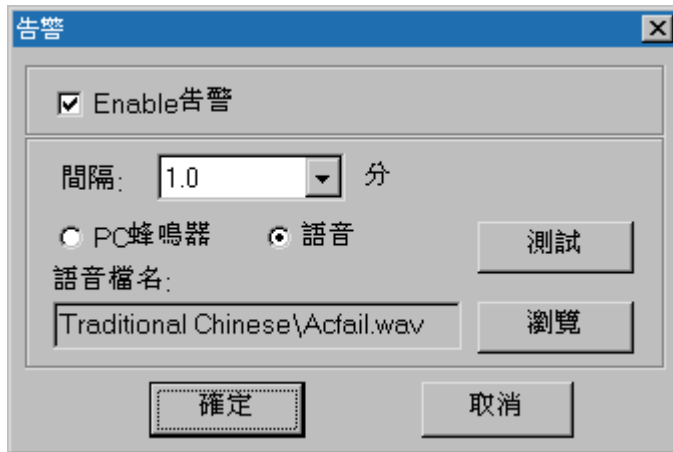 告警
Enable告警
間隔: 1.0 分
PC蜂鳴器 語音 測試
語音檔名:
Traditional Chinese\Acfail.wav 瀏覽
確定 取消